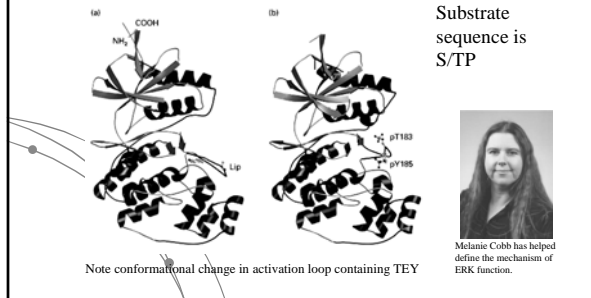 (a)
COOH
NH₂
Lip
(b)
pT183
pY185
Substrate
sequence is
S/TP
Melanie Cobb has helped
define the mechanism of
ERK function.
Note conformational change in activation loop containing TEY